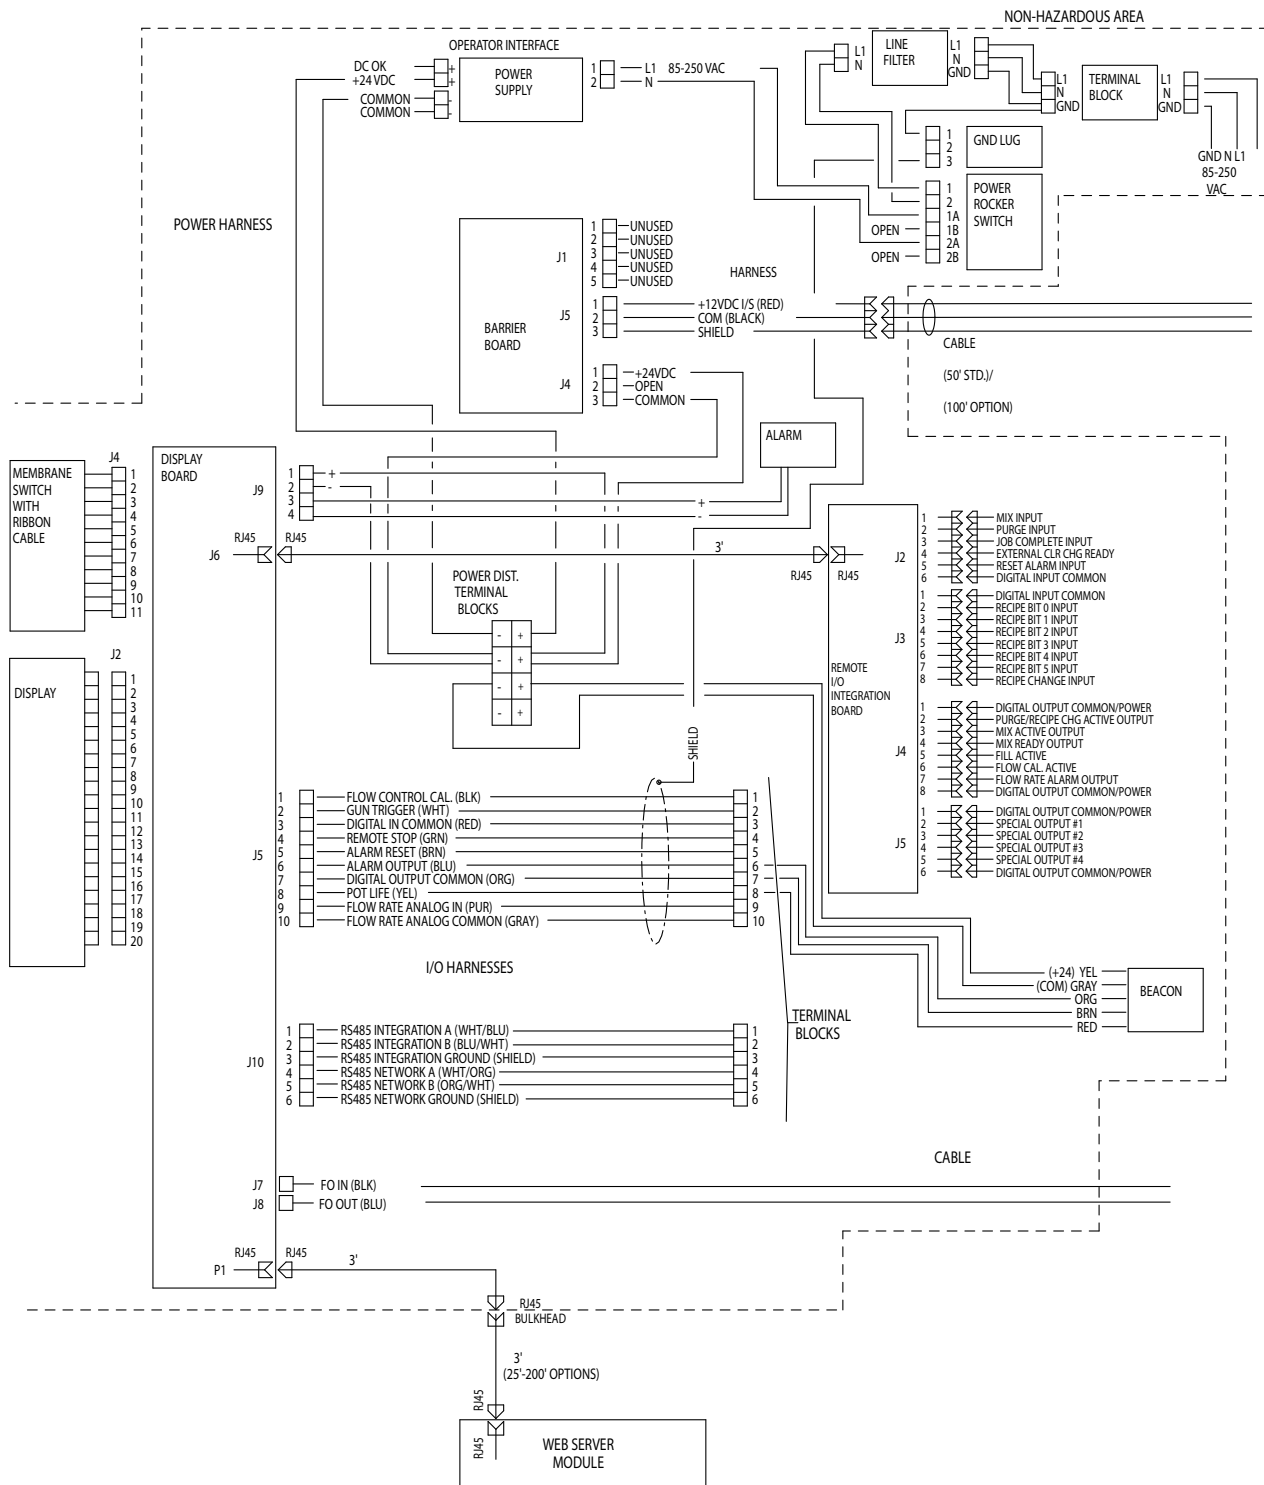 NON-HAZARDOUS AREA
OPERATOR INTERFACE
DC OK
+24 VDC
COMMON
COMMON
+
+
-
-
POWER
SUPPLY
1
2
L1 85-250 VAC
N
L1
N
LINE
FILTER
L1
N
GND
L1
N
GND
TERMINAL
BLOCK
L1
N
GND
GND N L1
85-250
VAC
1
2
3
GND LUG
1
2
1A
OPEN 1B
2A
OPEN 2B
POWER
ROCKER
SWITCH
POWER HARNESS
BARRIER
BOARD
J1
1 UNUSED
2 UNUSED
3 UNUSED
4 UNUSED
5 UNUSED
HARNESS
J5
1 +12VDC I/S (RED)
2 COM (BLACK)
3 SHIELD
J4
1 +24VDC
2 OPEN
3 COMMON
CABLE
(50' STD.)/
(100' OPTION)
ALARM
MEMBRANE
SWITCH
WITH
RIBBON
CABLE
J4
1
2
3
4
5
6
7
8
9
10
11
DISPLAY
BOARD
J9
1 +
2 -
3 +
4 -
J6
RJ45 RJ45
3'
RJ45 RJ45
POWER DIST.
TERMINAL
BLOCKS
- +
- +
- +
- +
SHIELD
DISPLAY
J2
1
2
3
4
5
6
7
8
9
10
11
12
13
14
15
16
17
18
19
20
REMOTE
I/O
INTEGRATION
BOARD
J2
1 MIX INPUT
2 PURGE INPUT
3 JOB COMPLETE INPUT
4 EXTERNAL CLR CHG READY
5 RESET ALARM INPUT
6 DIGITAL INPUT COMMON
J3
1 DIGITAL INPUT COMMON
2 RECIPE BIT 0 INPUT
3 RECIPE BIT 1 INPUT
4 RECIPE BIT 2 INPUT
5 RECIPE BIT 3 INPUT
6 RECIPE BIT 4 INPUT
7 RECIPE BIT 5 INPUT
8 RECIPE CHANGE INPUT
J4
1 DIGITAL OUTPUT COMMON/POWER
2 PURGE/RECIPE CHG ACTIVE OUTPUT
3 MIX ACTIVE OUTPUT
4 MIX READY OUTPUT
5 FILL ACTIVE
6 FLOW CAL. ACTIVE
7 FLOW RATE ALARM OUTPUT
8 DIGITAL OUTPUT COMMON/POWER
J5
1 DIGITAL OUTPUT COMMON/POWER
2 SPECIAL OUTPUT #1
3 SPECIAL OUTPUT #2
4 SPECIAL OUTPUT #3
5 SPECIAL OUTPUT #4
6 DIGITAL OUTPUT COMMON/POWER
J5
1 FLOW CONTROL CAL. (BLK) 1
2 GUN TRIGGER (WHT) 2
3 DIGITAL IN COMMON (RED) 3
4 REMOTE STOP (GRN) 4
5 ALARM RESET (BRN) 5
6 ALARM OUTPUT (BLU) 6
7 DIGITAL OUTPUT COMMON (ORG) 7
8 POT LIFE (YEL) 8
9 FLOW RATE ANALOG IN (PUR) 9
10 FLOW RATE ANALOG COMMON (GRAY) 10
I/O HARNESSES
(+24) YEL
(COM) GRAY
ORG
BRN
RED
BEACON
TERMINAL
BLOCKS
J10
1 RS485 INTEGRATION A (WHT/BLU) 1
2 RS485 INTEGRATION B (BLU/WHT) 2
3 RS485 INTEGRATION GROUND (SHIELD) 3
4 RS485 NETWORK A (WHT/ORG) 4
5 RS485 NETWORK B (ORG/WHT) 5
6 RS485 NETWORK GROUND (SHIELD) 6
CABLE
J7 FO IN (BLK)
J8 FO OUT (BLU)
P1
RJ45 RJ45
3'
RJ45
BULKHEAD
3'
(25'-200' OPTIONS)
RJ45
RJ45
WEB SERVER
MODULE